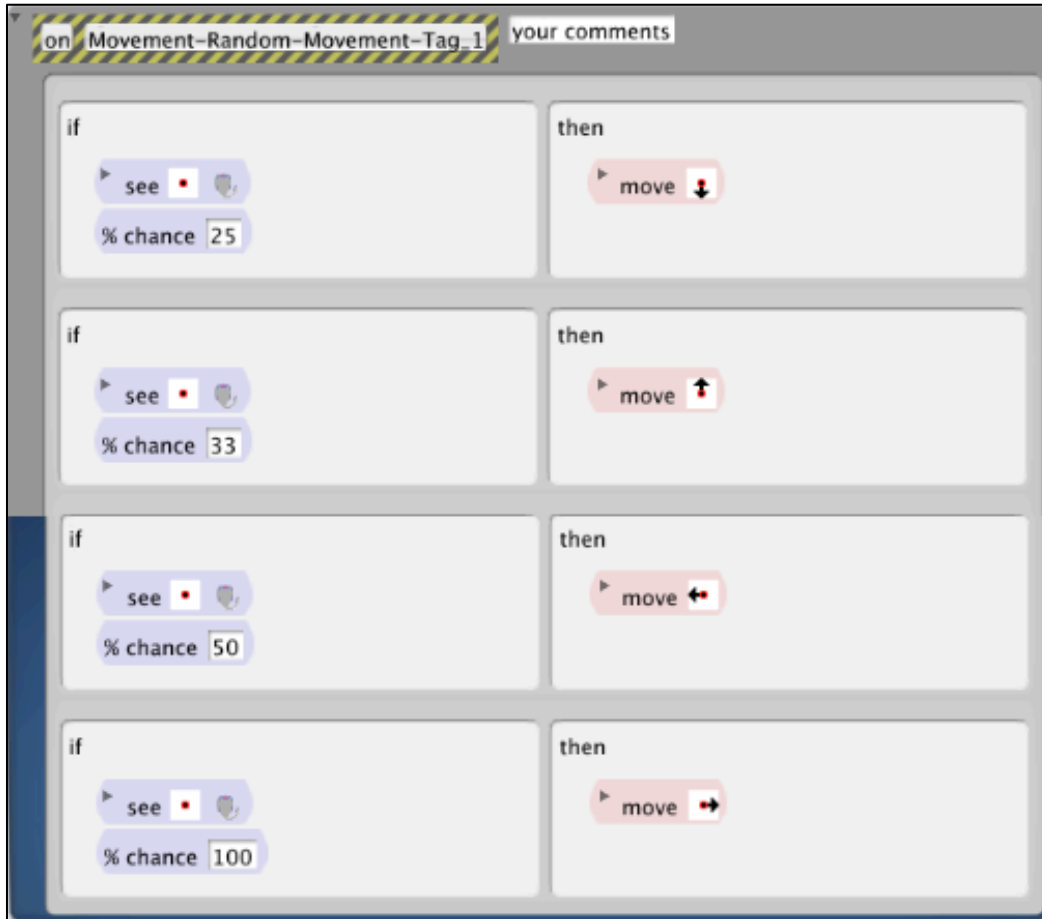 on Movement-Random-Movement-Tag_1 your comments
if then
see move
% chance 25
if then
see move
% chance 33
if then
see move
% chance 50
if then
see move
% chance 100